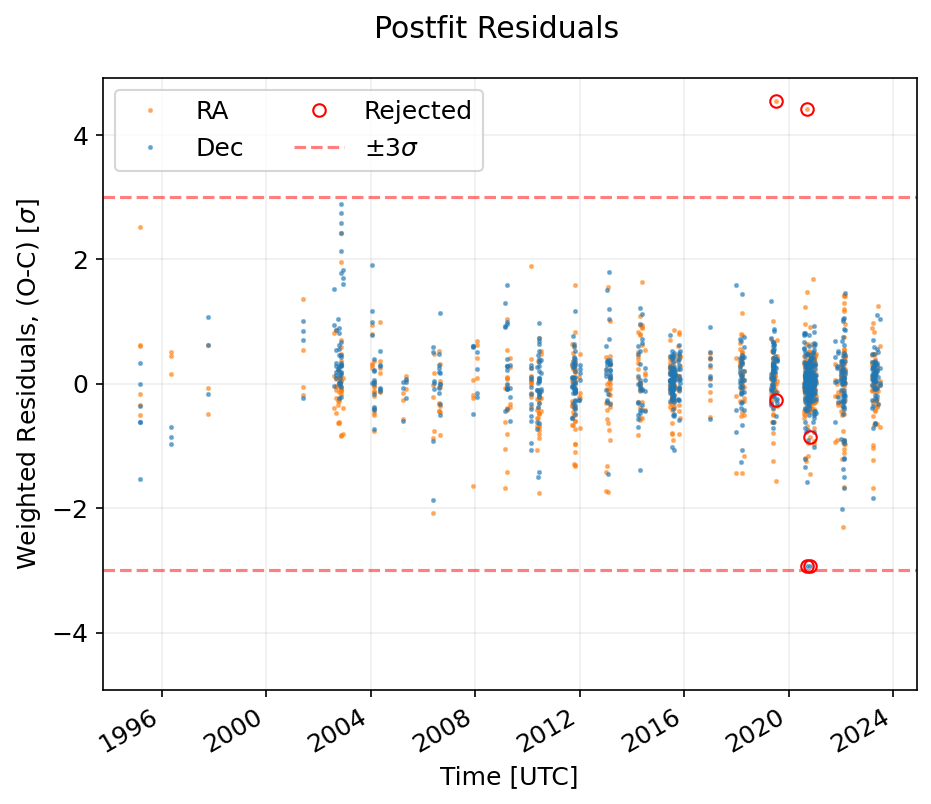 Postfit Residuals
RA
Dec
Rejected
±3σ
Weighted Residuals, (O-C) [σ]
4
2
0
−2
−4
1996
2000
2004
2008
2012
2016
2020
2024
Time [UTC]